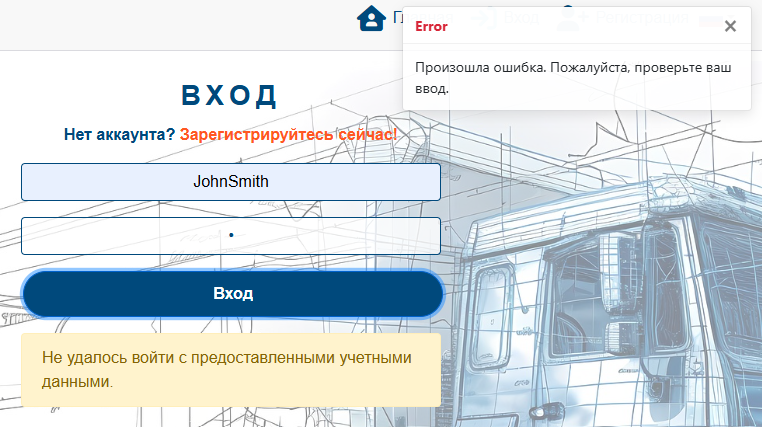 Error
Произошла ошибка. Пожалуйста, проверьте ваш
ввод.
ВХОД
Нет аккаунта? Зарегистрируйтесь сейчас!
JohnSmith
Вход
Не удалось войти с предоставленными учетными
данными.